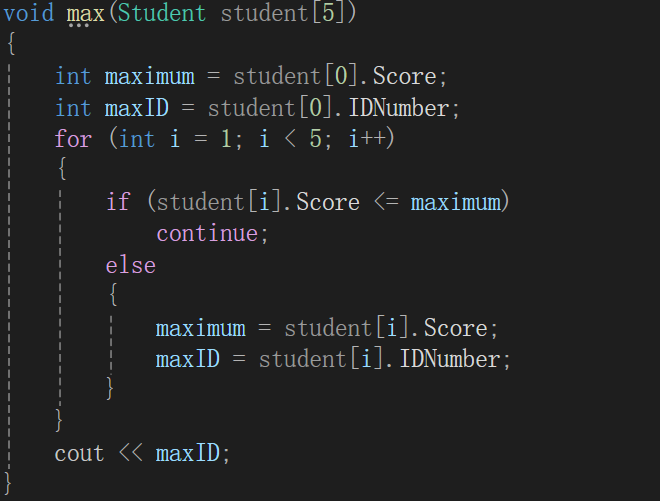 void max(Student student[5])
{
    int maximum = student[0].Score;
    int maxID = student[0].IDNumber;
    for (int i = 1; i < 5; i++)
    {
        if (student[i].Score <= maximum)
            continue;
        else
        {
            maximum = student[i].Score;
            maxID = student[i].IDNumber;
        }
    }
    cout << maxID;
}